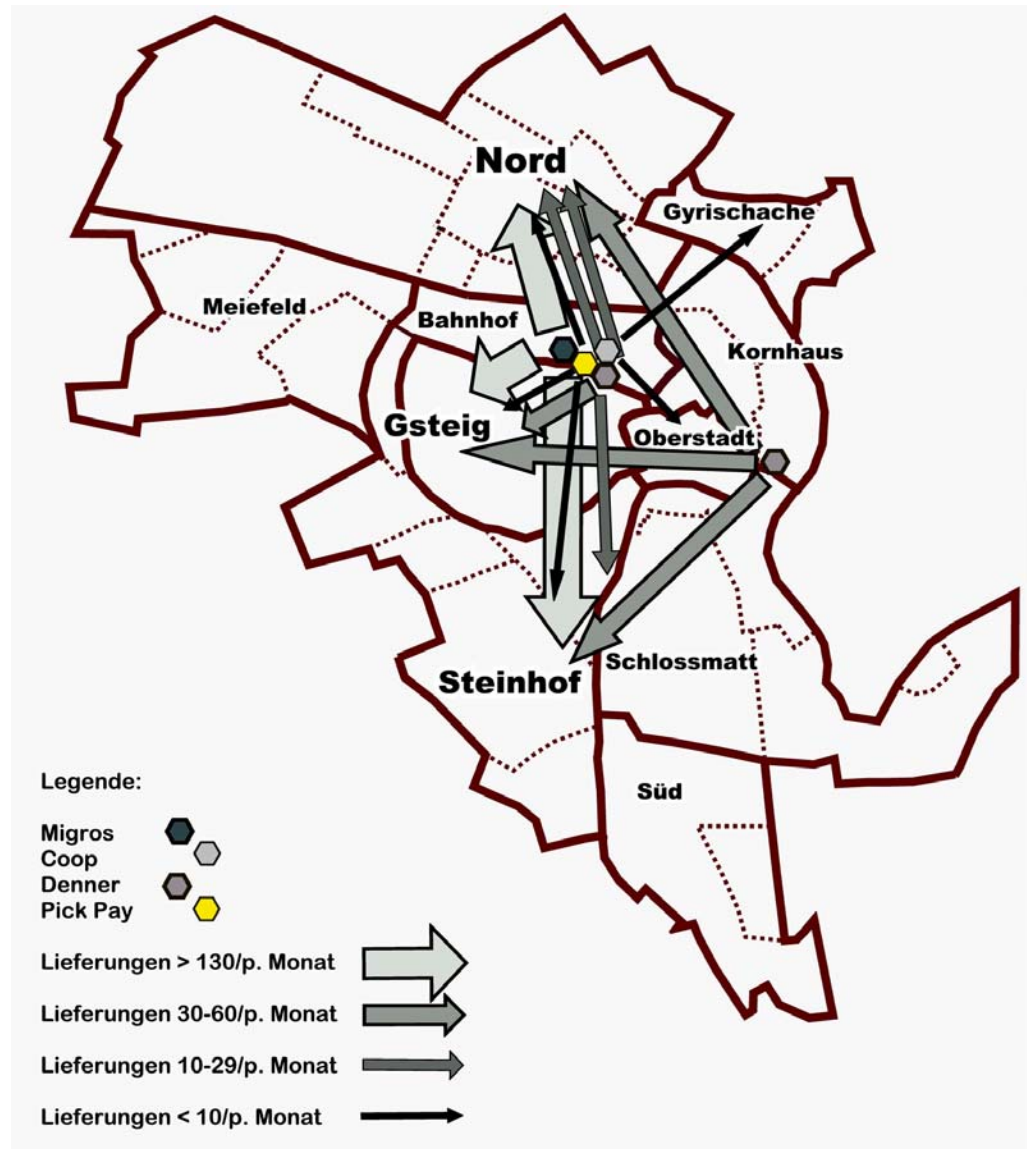 Nord
Gyrischache
Meiefeld
Bahnhof
Kornhaus
Gsteig
Oberstadt
Steinhof
Schlossmatt
Süd
Legende:
Migros
Coop
Denner
Pick Pay
Lieferungen > 130/p. Monat
Lieferungen 30-60/p. Monat
Lieferungen 10-29/p. Monat
Lieferungen < 10/p. Monat